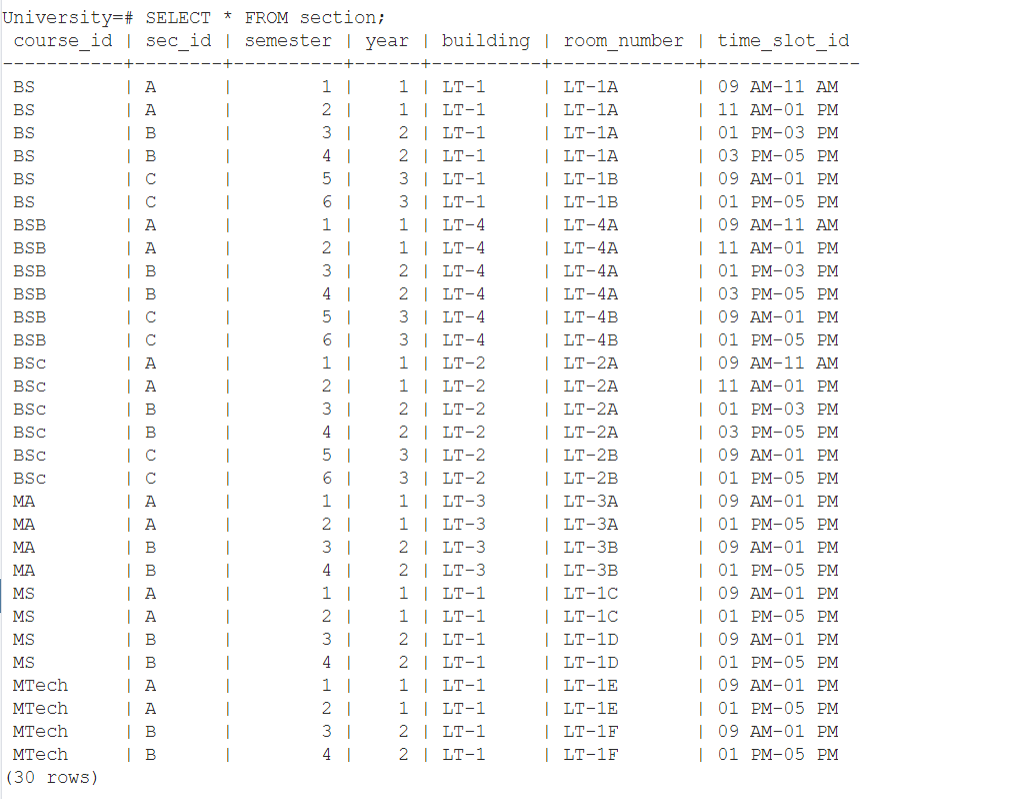 University=# SELECT * FROM section;
 course_id | sec_id | semester | year | building | room_number | time_slot_id
-----------+--------+----------+------+----------+-------------+--------------
 BS        | A      |        1 |    1 | LT-1     | LT-1A       | 09 AM-11 AM
 BS        | A      |        2 |    1 | LT-1     | LT-1A       | 11 AM-01 PM
 BS        | B      |        3 |    2 | LT-1     | LT-1A       | 01 PM-03 PM
 BS        | B      |        4 |    2 | LT-1     | LT-1A       | 03 PM-05 PM
 BS        | C      |        5 |    3 | LT-1     | LT-1B       | 09 AM-01 PM
 BS        | C      |        6 |    3 | LT-1     | LT-1B       | 01 PM-05 PM
 BSB       | A      |        1 |    1 | LT-4     | LT-4A       | 09 AM-11 AM
 BSB       | A      |        2 |    1 | LT-4     | LT-4A       | 11 AM-01 PM
 BSB       | B      |        3 |    2 | LT-4     | LT-4A       | 01 PM-03 PM
 BSB       | B      |        4 |    2 | LT-4     | LT-4A       | 03 PM-05 PM
 BSB       | C      |        5 |    3 | LT-4     | LT-4B       | 09 AM-01 PM
 BSB       | C      |        6 |    3 | LT-4     | LT-4B       | 01 PM-05 PM
 BSc       | A      |        1 |    1 | LT-2     | LT-2A       | 09 AM-11 AM
 BSc       | A      |        2 |    1 | LT-2     | LT-2A       | 11 AM-01 PM
 BSc       | B      |        3 |    2 | LT-2     | LT-2A       | 01 PM-03 PM
 BSc       | B      |        4 |    2 | LT-2     | LT-2A       | 03 PM-05 PM
 BSc       | C      |        5 |    3 | LT-2     | LT-2B       | 09 AM-01 PM
 BSc       | C      |        6 |    3 | LT-2     | LT-2B       | 01 PM-05 PM
 MA        | A      |        1 |    1 | LT-3     | LT-3A       | 09 AM-01 PM
 MA        | A      |        2 |    1 | LT-3     | LT-3A       | 01 PM-05 PM
 MA        | B      |        3 |    2 | LT-3     | LT-3B       | 09 AM-01 PM
 MA        | B      |        4 |    2 | LT-3     | LT-3B       | 01 PM-05 PM
 MS        | A      |        1 |    1 | LT-1     | LT-1C       | 09 AM-01 PM
 MS        | A      |        2 |    1 | LT-1     | LT-1C       | 01 PM-05 PM
 MS        | B      |        3 |    2 | LT-1     | LT-1D       | 09 AM-01 PM
 MS        | B      |        4 |    2 | LT-1     | LT-1D       | 01 PM-05 PM
 MTech     | A      |        1 |    1 | LT-1     | LT-1E       | 09 AM-01 PM
 MTech     | A      |        2 |    1 | LT-1     | LT-1E       | 01 PM-05 PM
 MTech     | B      |        3 |    2 | LT-1     | LT-1F       | 09 AM-01 PM
 MTech     | B      |        4 |    2 | LT-1     | LT-1F       | 01 PM-05 PM
(30 rows)